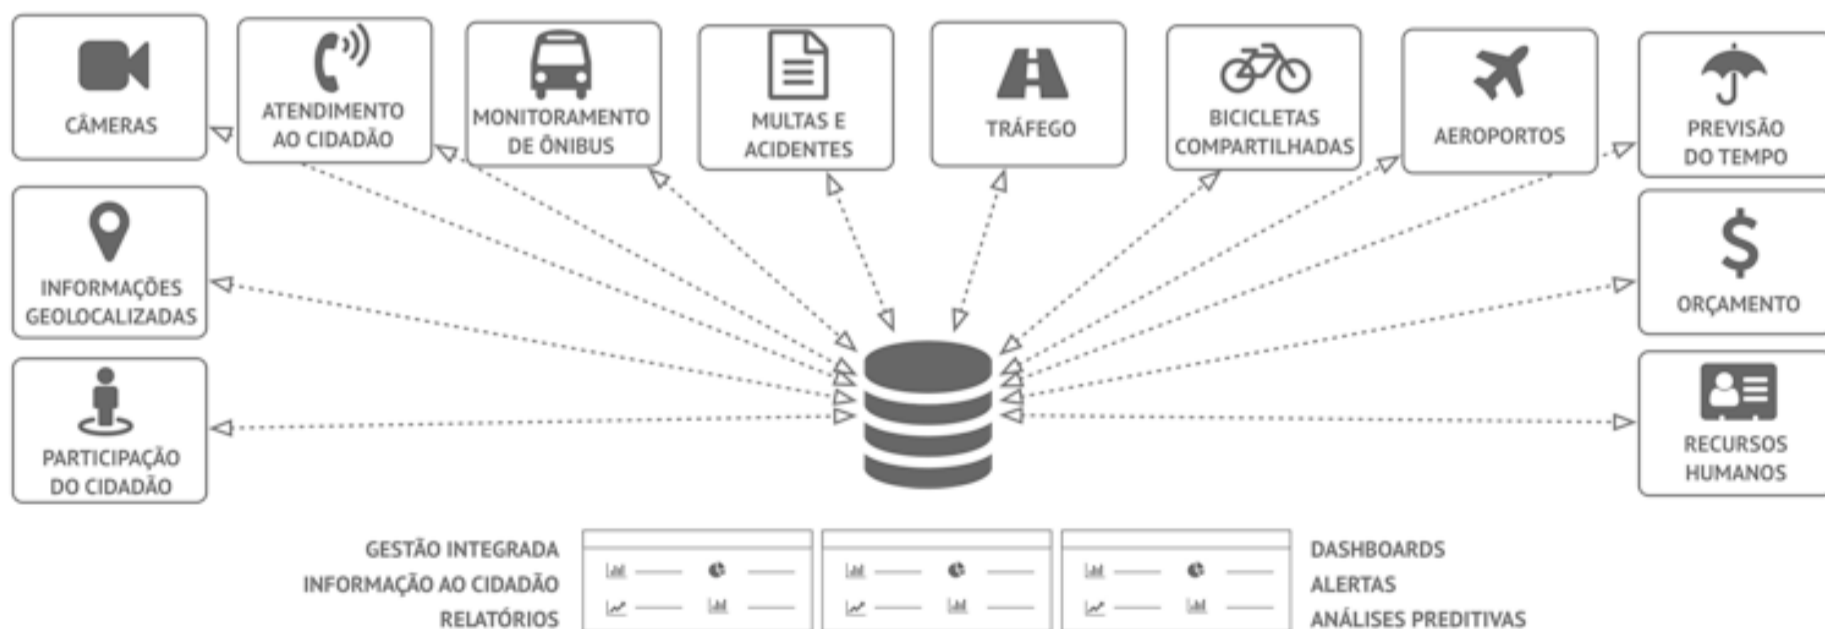 CÂMERAS
ATENDIMENTO
AO CIDADÃO
MONITORAMENTO
DE ÔNIBUS
MULTAS E
ACIDENTES
TRÁFEGO
BICICLETAS
COMPARTILHADAS
AEROPORTOS
PREVISÃO
DO TEMPO
INFORMAÇÕES
GEOLOCALIZADAS
ORÇAMENTO
PARTICIPAÇÃO
DO CIDADÃO
RECURSOS
HUMANOS
GESTÃO INTEGRADA
INFORMAÇÃO AO CIDADÃO
RELATÓRIOS
DASHBOARDS
ALERTAS
ANÁLISES PREDITIVAS